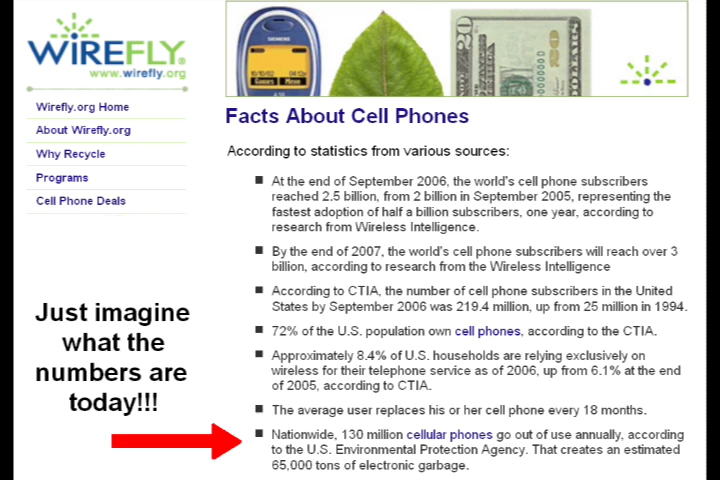 WIREFLY
www.wirefly.org
Wirefly.org Home
About Wirefly.org
Why Recycle
Programs
Cell Phone Deals
SIEMENS
20
Facts About Cell Phones
According to statistics from various sources:
At the end of September 2006, the world's cell phone subscribers
reached 2.5 billion, from 2 billion in September 2005, representing the
fastest adoption of half a billion subscribers, one year, according to
research from Wireless Intelligence.
By the end of 2007, the world's cell phone subscribers will reach over 3
billion, according to research from the Wireless Intelligence
According to CTIA, the number of cell phone subscribers in the United
States by September 2006 was 219.4 million, up from 25 million in 1994.
72% of the U.S. population own cell phones, according to the CTIA.
Approximately 8.4% of U.S. households are relying exclusively on
wireless for their telephone service as of 2006, up from 6.1% at the end
of 2005, according to CTIA.
The average user replaces his or her cell phone every 18 months.
Nationwide, 130 million cellular phones go out of use annually, according
to the U.S. Environmental Protection Agency. That creates an estimated
65,000 tons of electronic garbage.
Just imagine
what the
numbers are
today!!!